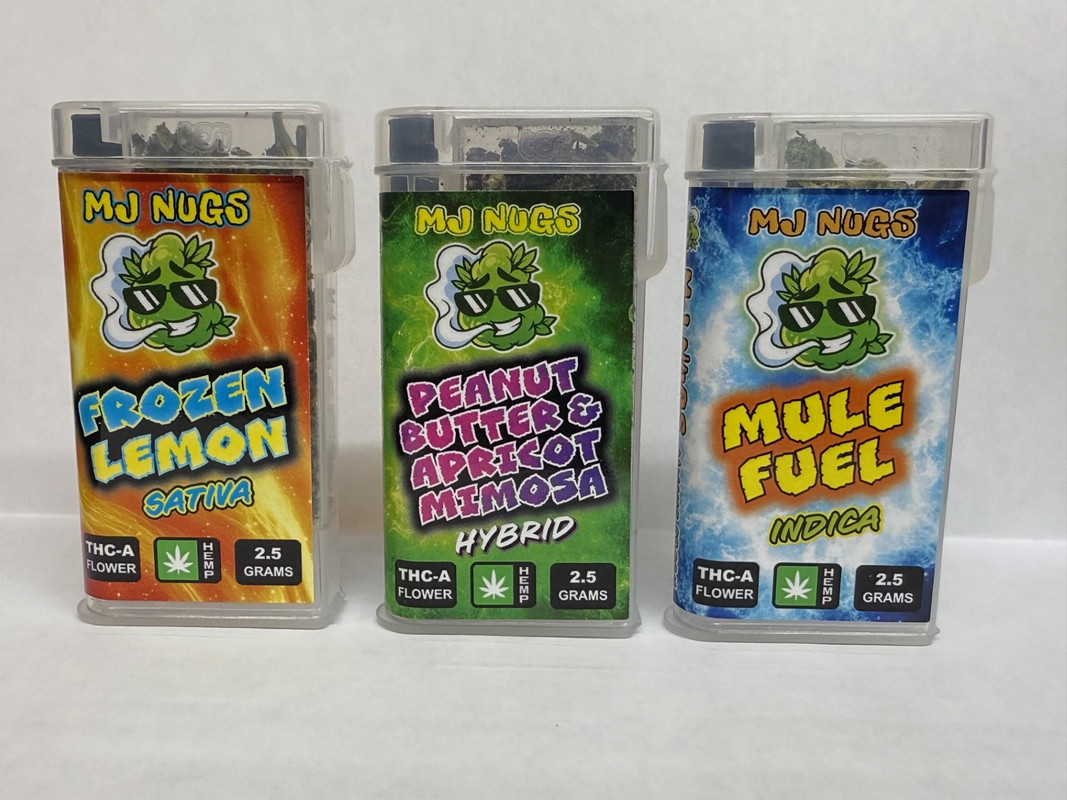 MJ NUGS
FROZEN
LEMON
SATIVA
THC-A
FLOWER
HEMP
2.5
GRAMS
MJ NUGS
PEANUT
BUTTER &
APRICOT
MIMOSA
HYBRID
THC-A
FLOWER
HEMP
2.5
GRAMS
MJ NUGS
MULE
FUEL
INDICA
THC-A
FLOWER
HEMP
2.5
GRAMS